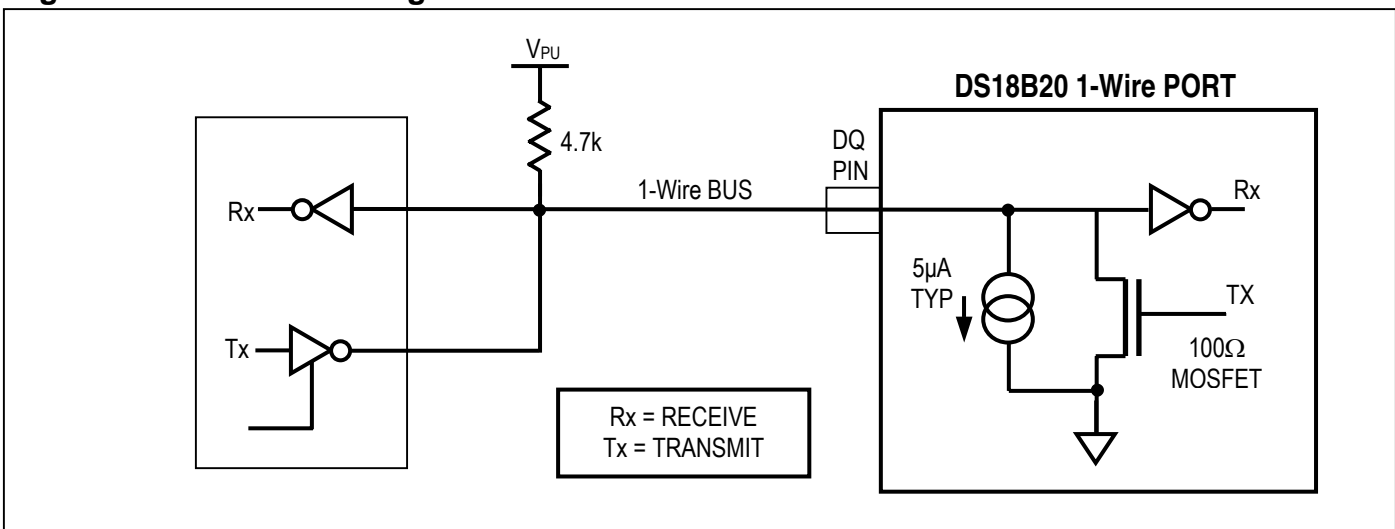 V_PU
DS18B20 1-Wire PORT
4.7k
DQ
PIN
1-Wire BUS
Rx
Rx
5µA
TYP
TX
Tx
100Ω
MOSFET
Rx = RECEIVE
Tx = TRANSMIT